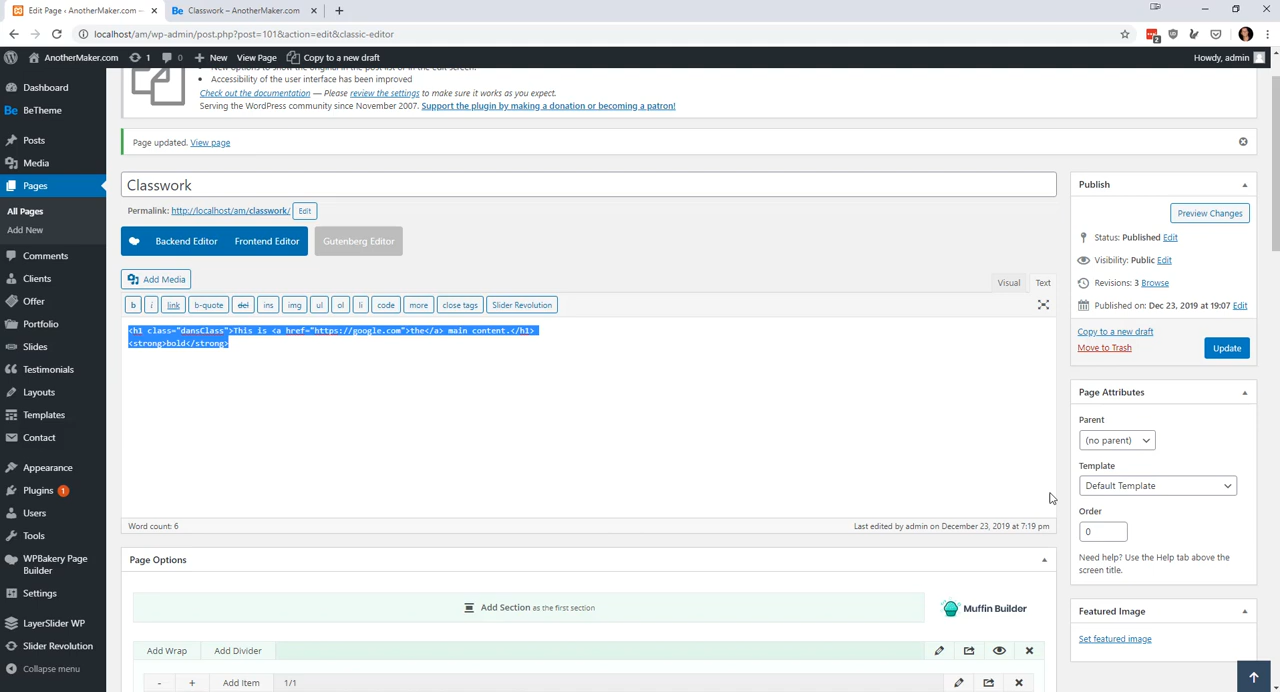 Edit Page ‹ AnotherMaker.com —
Classwork – AnotherMaker.com
localhost/am/wp-admin/post.php?post=101&action=edit&classic-editor
2
AnotherMaker.com
1
0
New
View Page
Copy to a new draft
Howdy, admin
Dashboard
BeTheme
Posts
Media
Pages
All Pages
Add New
Comments
Clients
Offer
Portfolio
Slides
Testimonials
Layouts
Templates
Contact
Appearance
Plugins 1
Users
Tools
WPBakery Page
Builder
Settings
LayerSlider WP
Slider Revolution
Collapse menu
Accessibility of the user interface has been improved
Check out the documentation — Please review the settings to make sure it works as you expect.
Serving the WordPress community since November 2007. Support the plugin by making a donation or becoming a patron!
Page updated. View page
Classwork
Permalink: http://localhost/am/classwork/ Edit
Backend Editor
Frontend Editor
Gutenberg Editor
Add Media
Visual
Text
b
i
link
b-quote
del
ins
img
ul
ol
li
code
more
close tags
Slider Revolution
<h1 class="dansClass">This is <a href="https://google.com">the</a> main content.</h1>
<strong>bold</strong>
Word count: 6
Last edited by admin on December 23, 2019 at 7:19 pm
Page Options
Add Section as the first section
Muffin Builder
Add Wrap
Add Divider
-
+
Add Item
1/1
Publish
Preview Changes
Status: Published Edit
Visibility: Public Edit
Revisions: 3 Browse
Published on: Dec 23, 2019 at 19:07 Edit
Copy to a new draft
Move to Trash
Update
Page Attributes
Parent
(no parent)
Template
Default Template
Order
0
Need help? Use the Help tab above the
screen title.
Featured Image
Set featured image